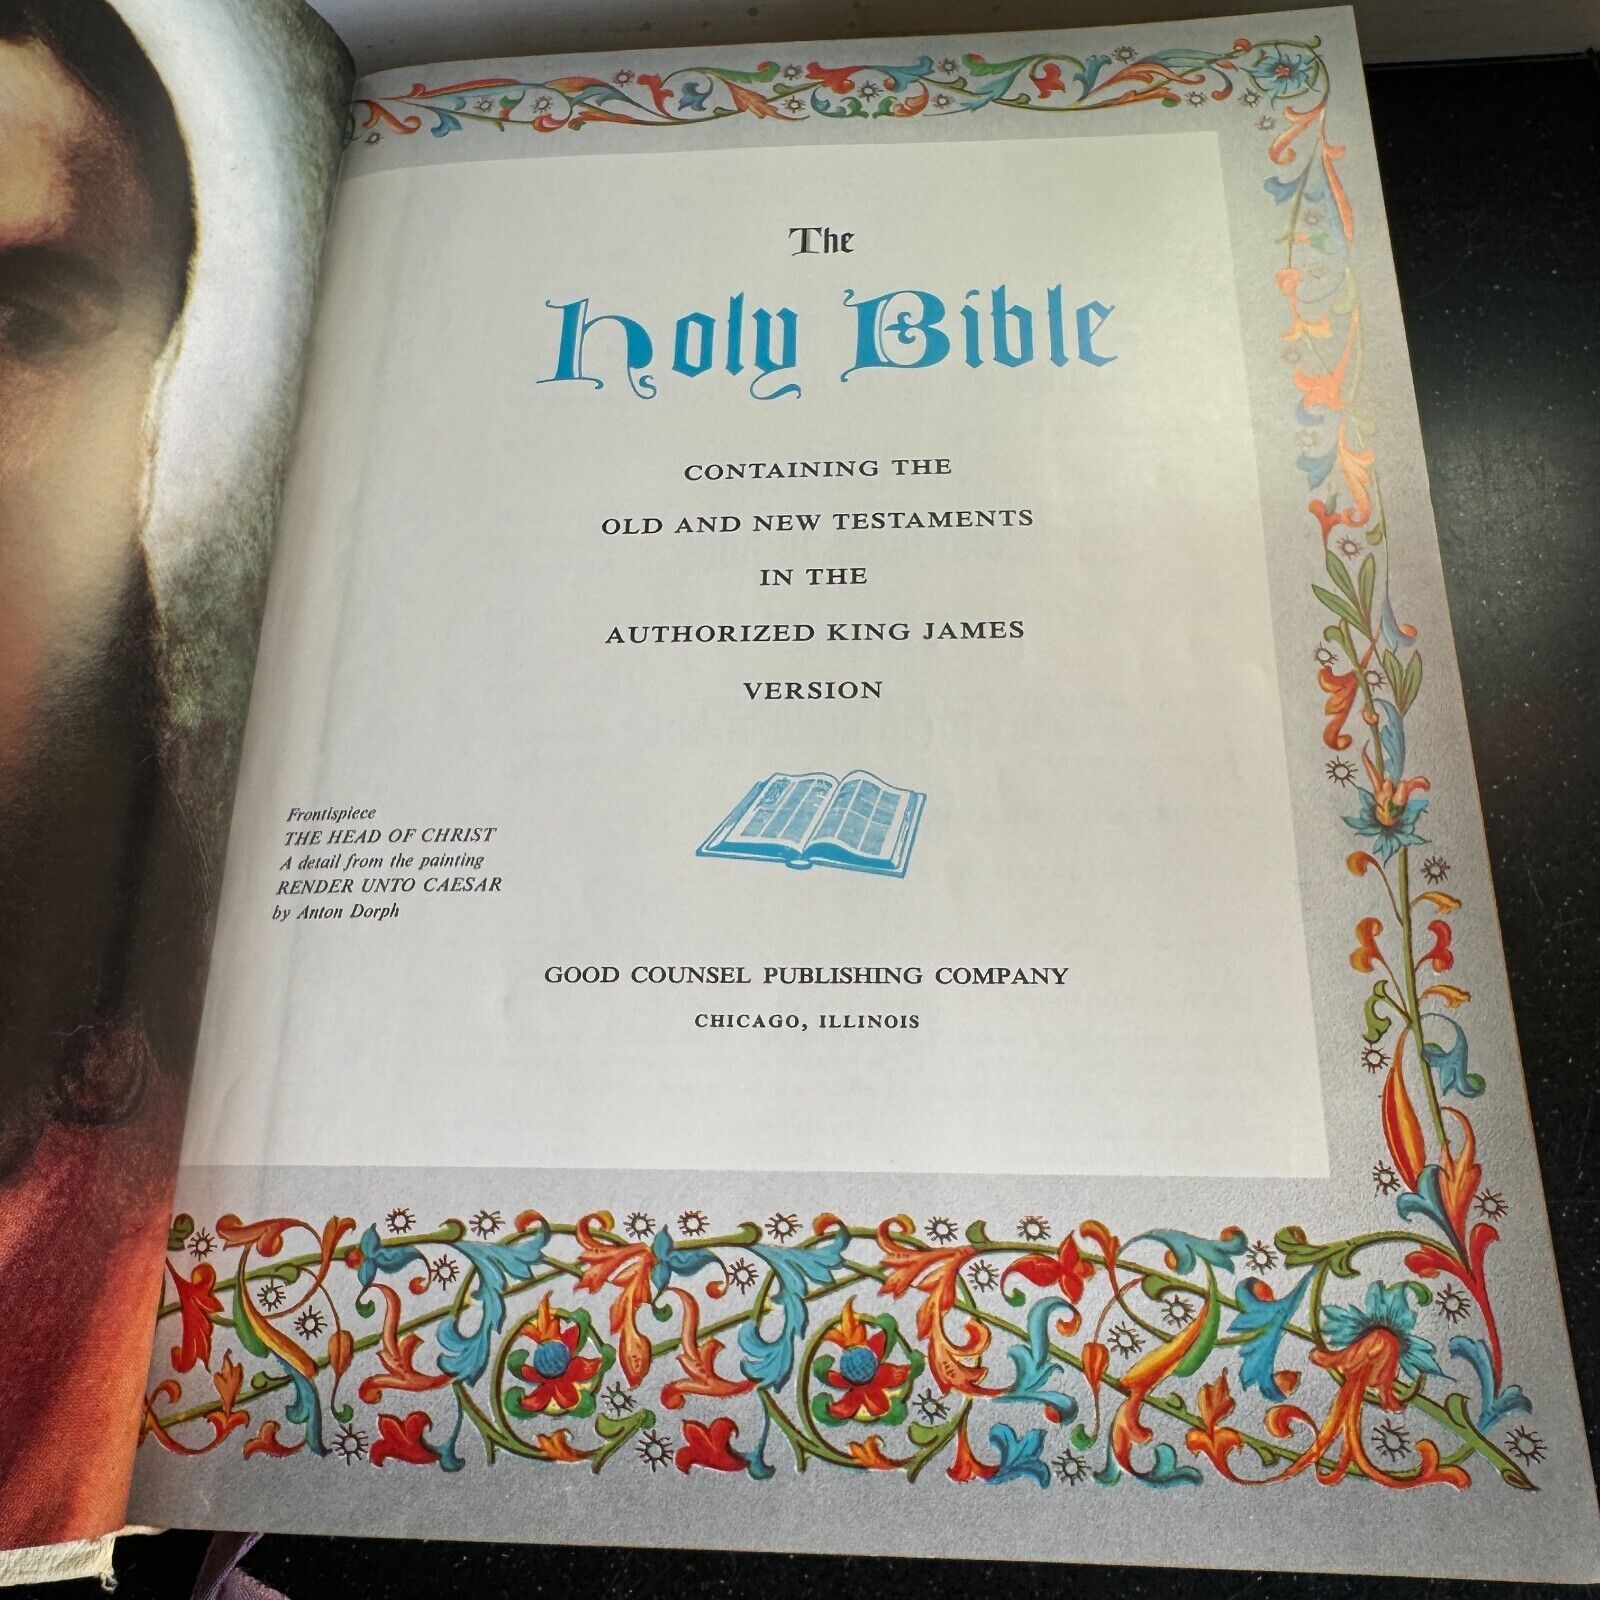 The
Holy Bible
CONTAINING THE
OLD AND NEW TESTAMENTS
IN THE
AUTHORIZED KING JAMES
VERSION
Frontispiece
THE HEAD OF CHRIST
A detail from the painting
RENDER UNTO CAESAR
by Anton Dorph
GOOD COUNSEL PUBLISHING COMPANY
CHICAGO, ILLINOIS